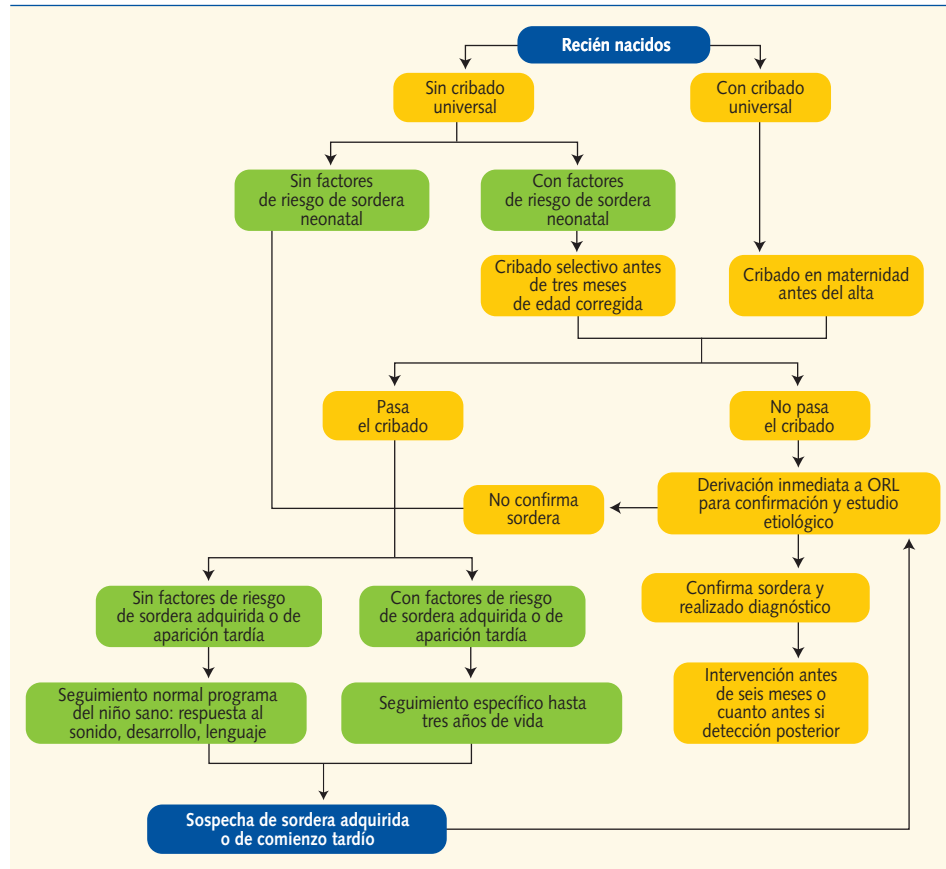 Recién nacidos
Sin cribado
universal
Con cribado
universal
Sin factores
de riesgo de sordera
neonatal
Con factores
de riesgo de sordera
neonatal
Cribado selectivo antes
de tres meses
de edad corregida
Cribado en maternidad
antes del alta
Pasa
el cribado
No pasa
el cribado
No confirma
sordera
Derivación inmediata a ORL
para confirmación y estudio
etiológico
Sin factores de riesgo
de sordera adquirida o de
aparición tardía
Con factores de riesgo
de sordera adquirida o de
aparición tardía
Confirma sordera y
realizado diagnóstico
Seguimiento normal programa
del niño sano: respuesta al
sonido, desarrollo, lenguaje
Seguimiento específico hasta
tres años de vida
Intervención antes
de seis meses o
cuanto antes si
detección posterior
Sospecha de sordera adquirida
o de comienzo tardío